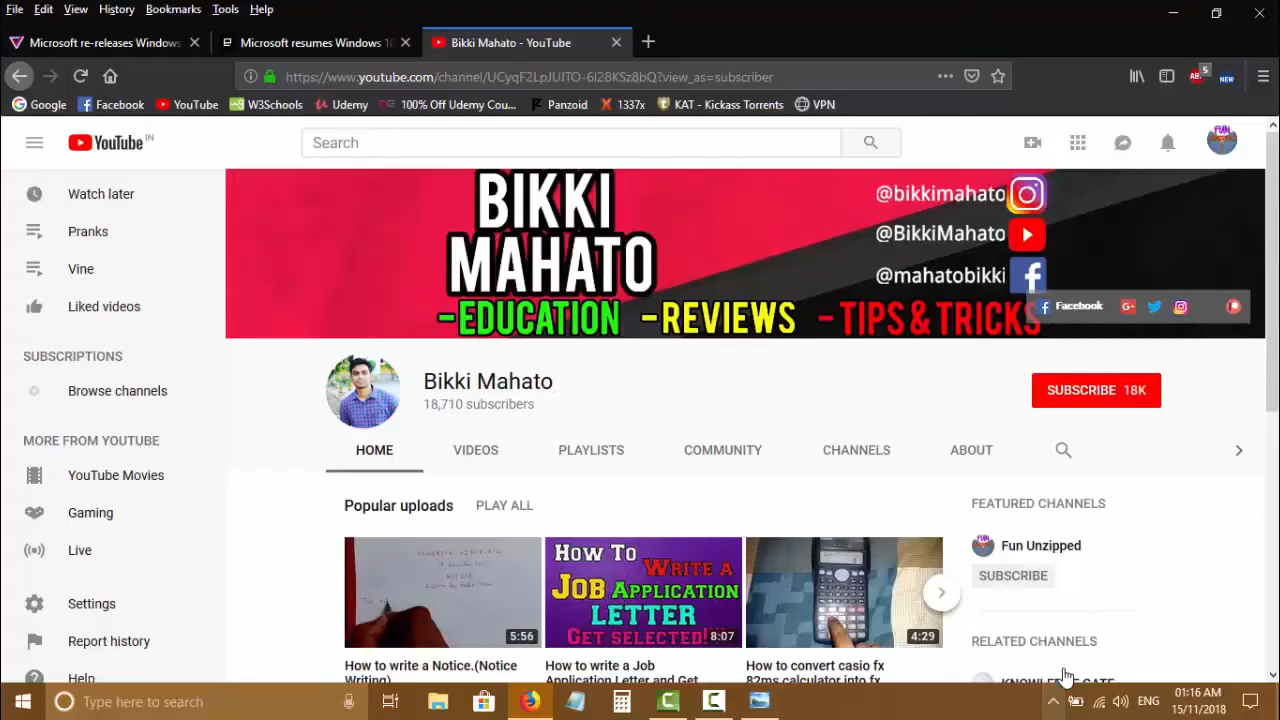 File Edit View History Bookmarks Tools Help
Microsoft re-releases Windows
Microsoft resumes Windows 10
Bikki Mahato - YouTube
https://www.youtube.com/channel/UCyqF2LpJUITO-6I28KSz8bQ?view_as=subscriber
5
NEW
Google Facebook YouTube W3Schools Udemy 100% Off Udemy Cou... Panzoid 1337x KAT - Kickass Torrents VPN
YouTube IN
Search
FUN
Watch later
Pranks
Vine
Liked videos
SUBSCRIPTIONS
Browse channels
MORE FROM YOUTUBE
YouTube Movies
Gaming
Live
Settings
Report history
Help
BIKKI
MAHATO
-EDUCATION -REVIEWS -TIPS & TRICKS
@bikkimahato
@BikkiMahato
@mahatobikki
Facebook
Bikki Mahato
18,710 subscribers
SUBSCRIBE 18K
HOME VIDEOS PLAYLISTS COMMUNITY CHANNELS ABOUT
Popular uploads PLAY ALL
5:56
How To
WRITE A
JOB APPLICATION
LETTER
GET SELECTED!
8:07
4:29
How to write a Notice.(Notice
Writing)
How to write a Job
Application Letter and Get
How to convert casio fx
82ms calculator into fx
FEATURED CHANNELS
Fun Unzipped
SUBSCRIBE
RELATED CHANNELS
KNOWLEDGE GATE
Type here to search
ENG
01:16 AM
15/11/2018